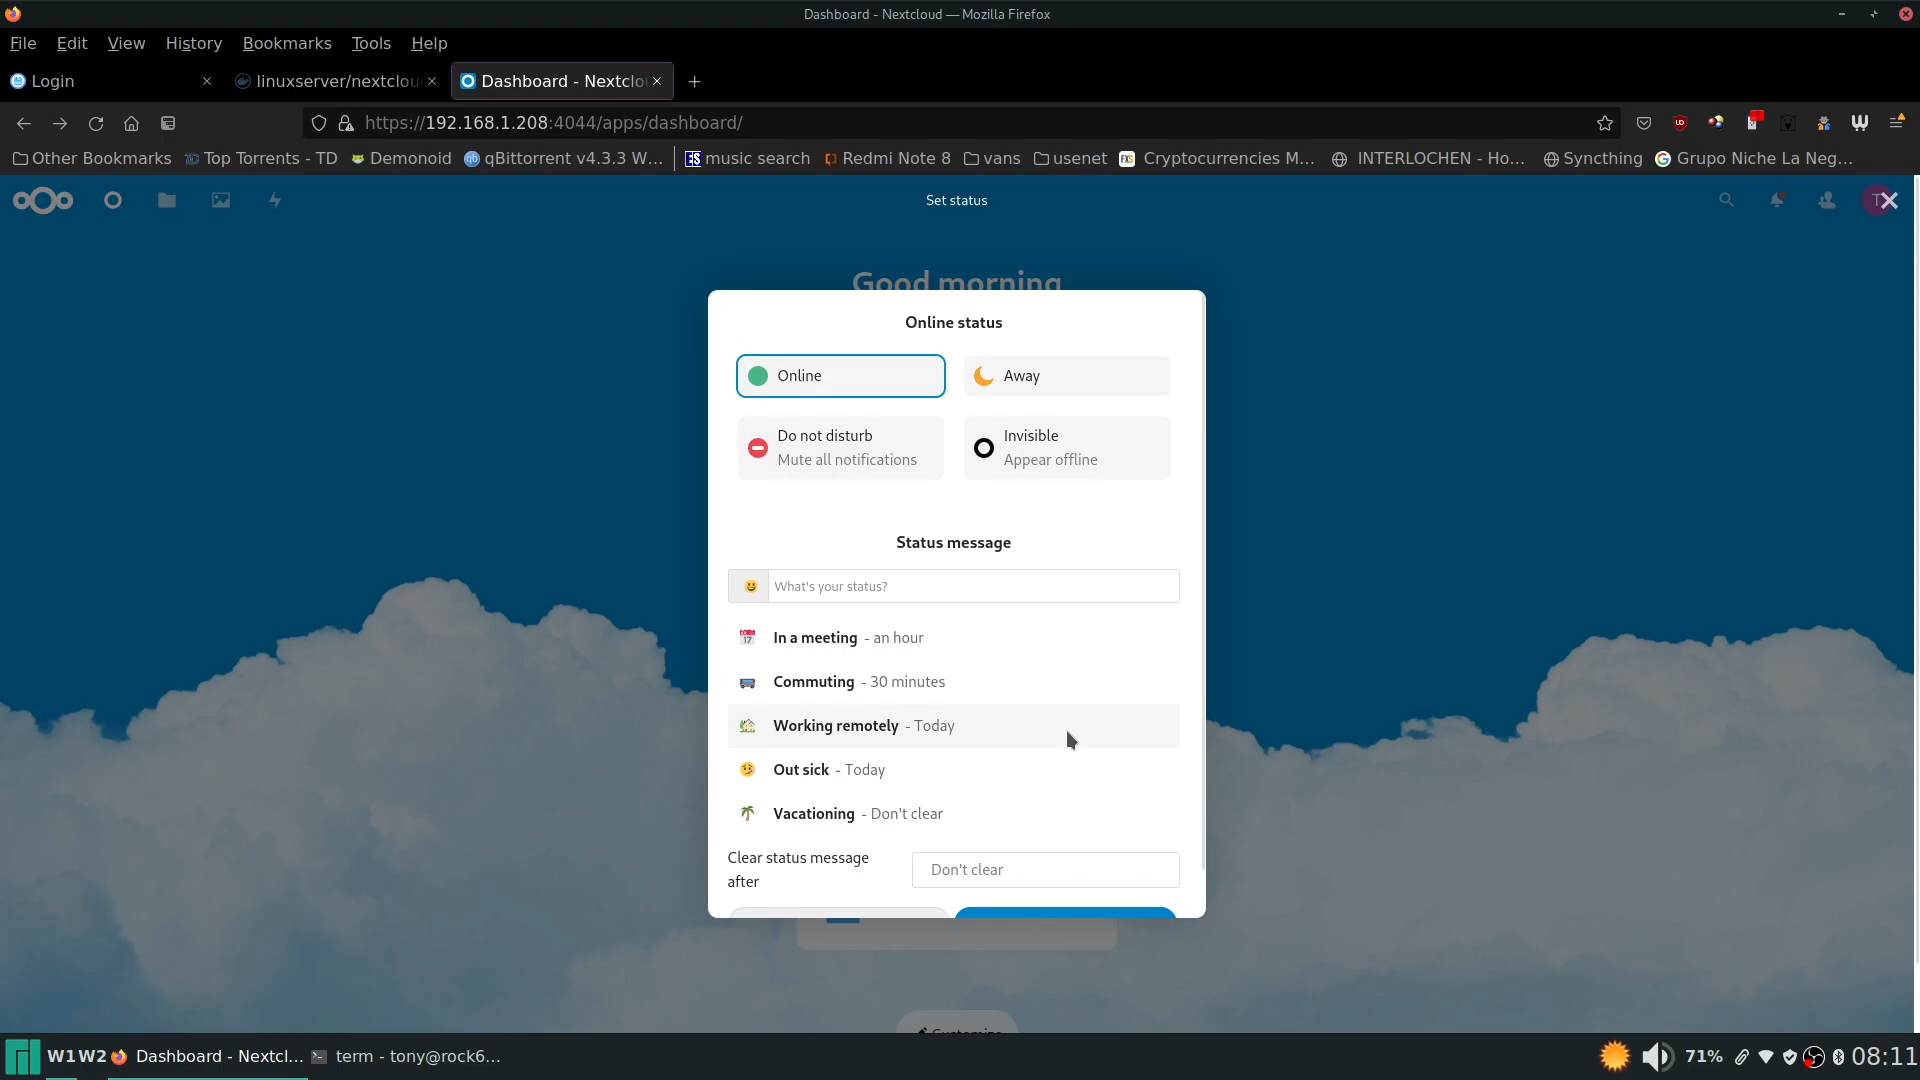 Dashboard - Nextcloud — Mozilla Firefox
File Edit View History Bookmarks Tools Help
Login
linuxserver/nextclou
Dashboard - Nextclo
https://192.168.1.208:4044/apps/dashboard/
Other Bookmarks
Top Torrents - TD
Demonoid
qBittorrent v4.3.3 W...
ES music search
Redmi Note 8
vans
usenet
FXS Cryptocurrencies M...
INTERLOCHEN - Ho...
Syncthing
Grupo Niche La Neg...
Set status
T
Good morning
Online status
Online
Away
Do not disturb
Mute all notifications
Invisible
Appear offline
Status message
What's your status?
In a meeting - an hour
Commuting - 30 minutes
Working remotely - Today
Out sick - Today
Vacationing - Don't clear
Clear status message
after
Don't clear
Customize
W1 W2 Dashboard - Nextcl... term - tony@rock6...
71%
08:11